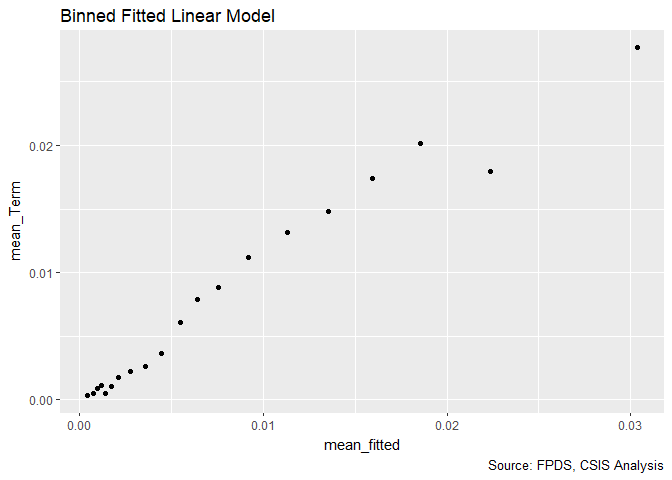 Binned Fitted Linear Model
mean_Term
0.02
0.01
0.00
0.00 0.01 0.02 0.03
mean_fitted
Source: FPDS, CSIS Analysis